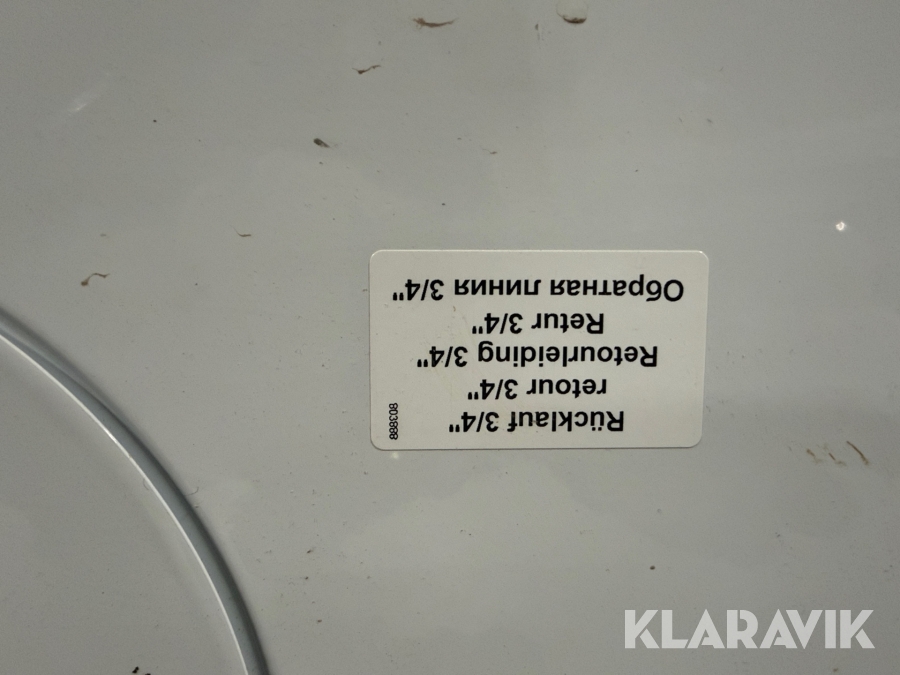 Rücklauf 3/4"
retour 3/4"
Retourleiding 3/4"
Retur 3/4"
Обратная линия 3/4"
803888
KLARAVIK